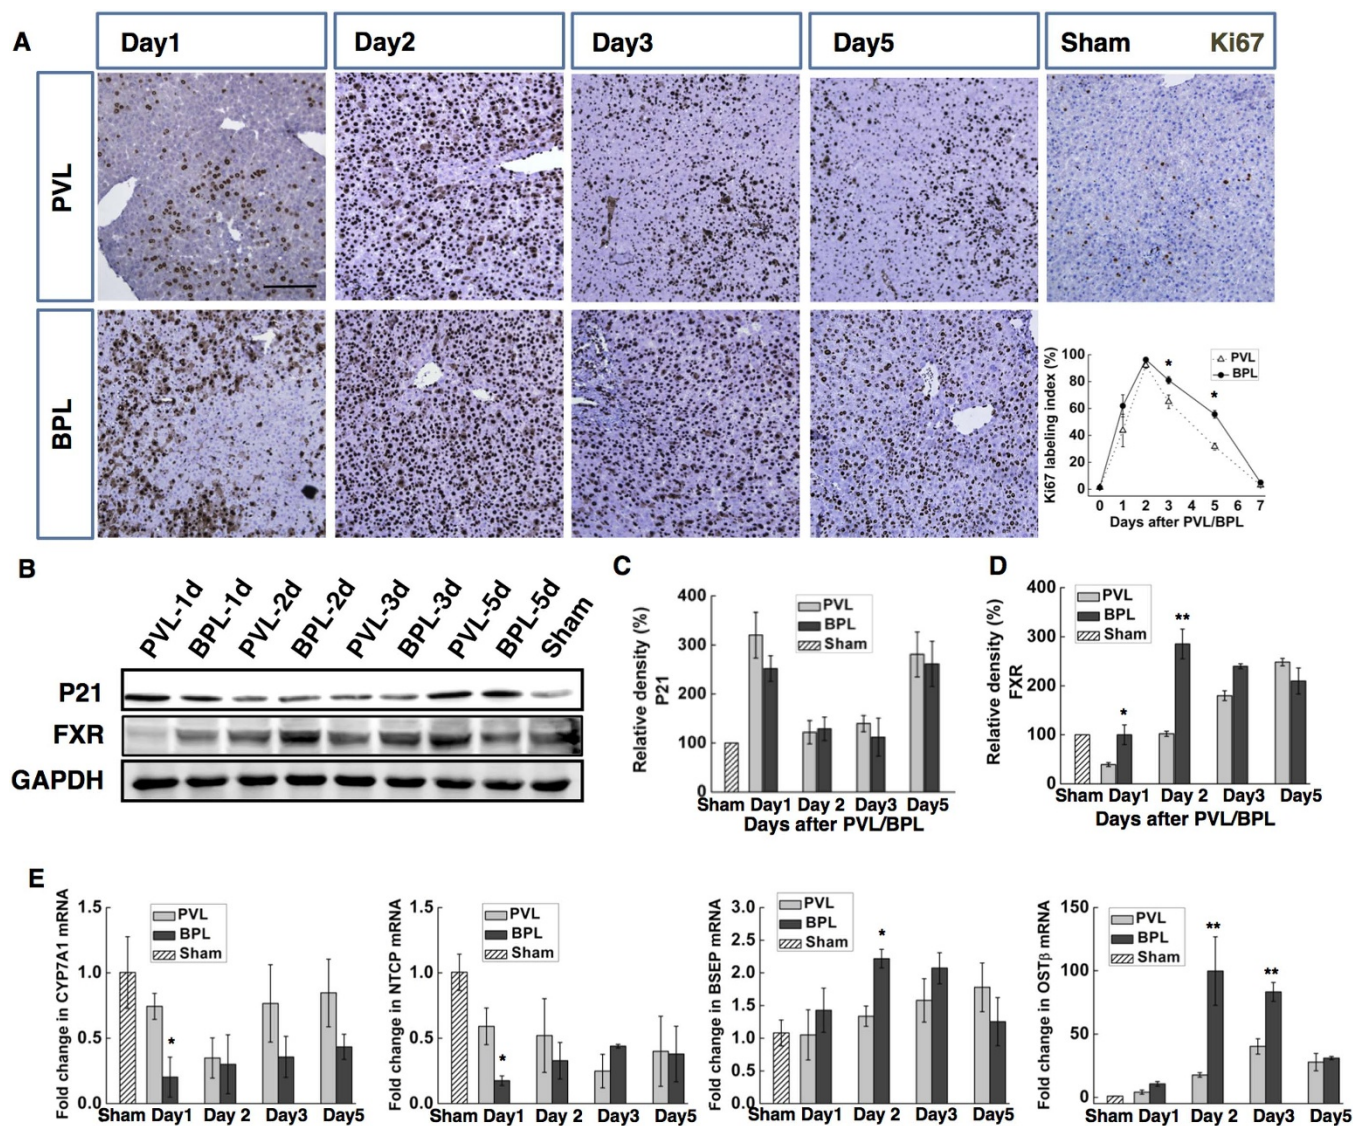 A
Day1
Day2
Day3
Day5
Sham Ki67
PVL
BPL
Ki67 labeling index (%)
100
80
60
40
20
0
PVL
BPL
*
*
0 1 2 3 4 5 6 7
Days after PVL/BPL
B
PVL-1d
BPL-1d
PVL-2d
BPL-2d
PVL-3d
BPL-3d
PVL-5d
BPL-5d
Sham
P21
FXR
GAPDH
C
Relative density (%)
P21
400
300
200
100
0
PVL
BPL
Sham
Sham Day1 Day 2 Day3 Day5
Days after PVL/BPL
D
Relative density (%)
FXR
400
300
200
100
0
PVL
BPL
Sham
*
**
Sham Day1 Day 2 Day3 Day5
Days after PVL/BPL
E
Fold change in CYP7A1 mRNA
1.5
1.0
0.5
0.0
PVL
BPL
Sham
*
Sham Day1 Day 2 Day3 Day5
Fold change in NTCP mRNA
1.5
1.0
0.5
0.0
PVL
BPL
Sham
*
Sham Day1 Day 2 Day3 Day5
Fold change in BSEP mRNA
3.0
2.5
2.0
1.5
1.0
0.5
0.0
PVL
BPL
Sham
*
Sham Day1 Day 2 Day3 Day5
Fold change in OSTβ mRNA
150
100
50
0
PVL
BPL
Sham
**
**
Sham Day1 Day 2 Day3 Day5